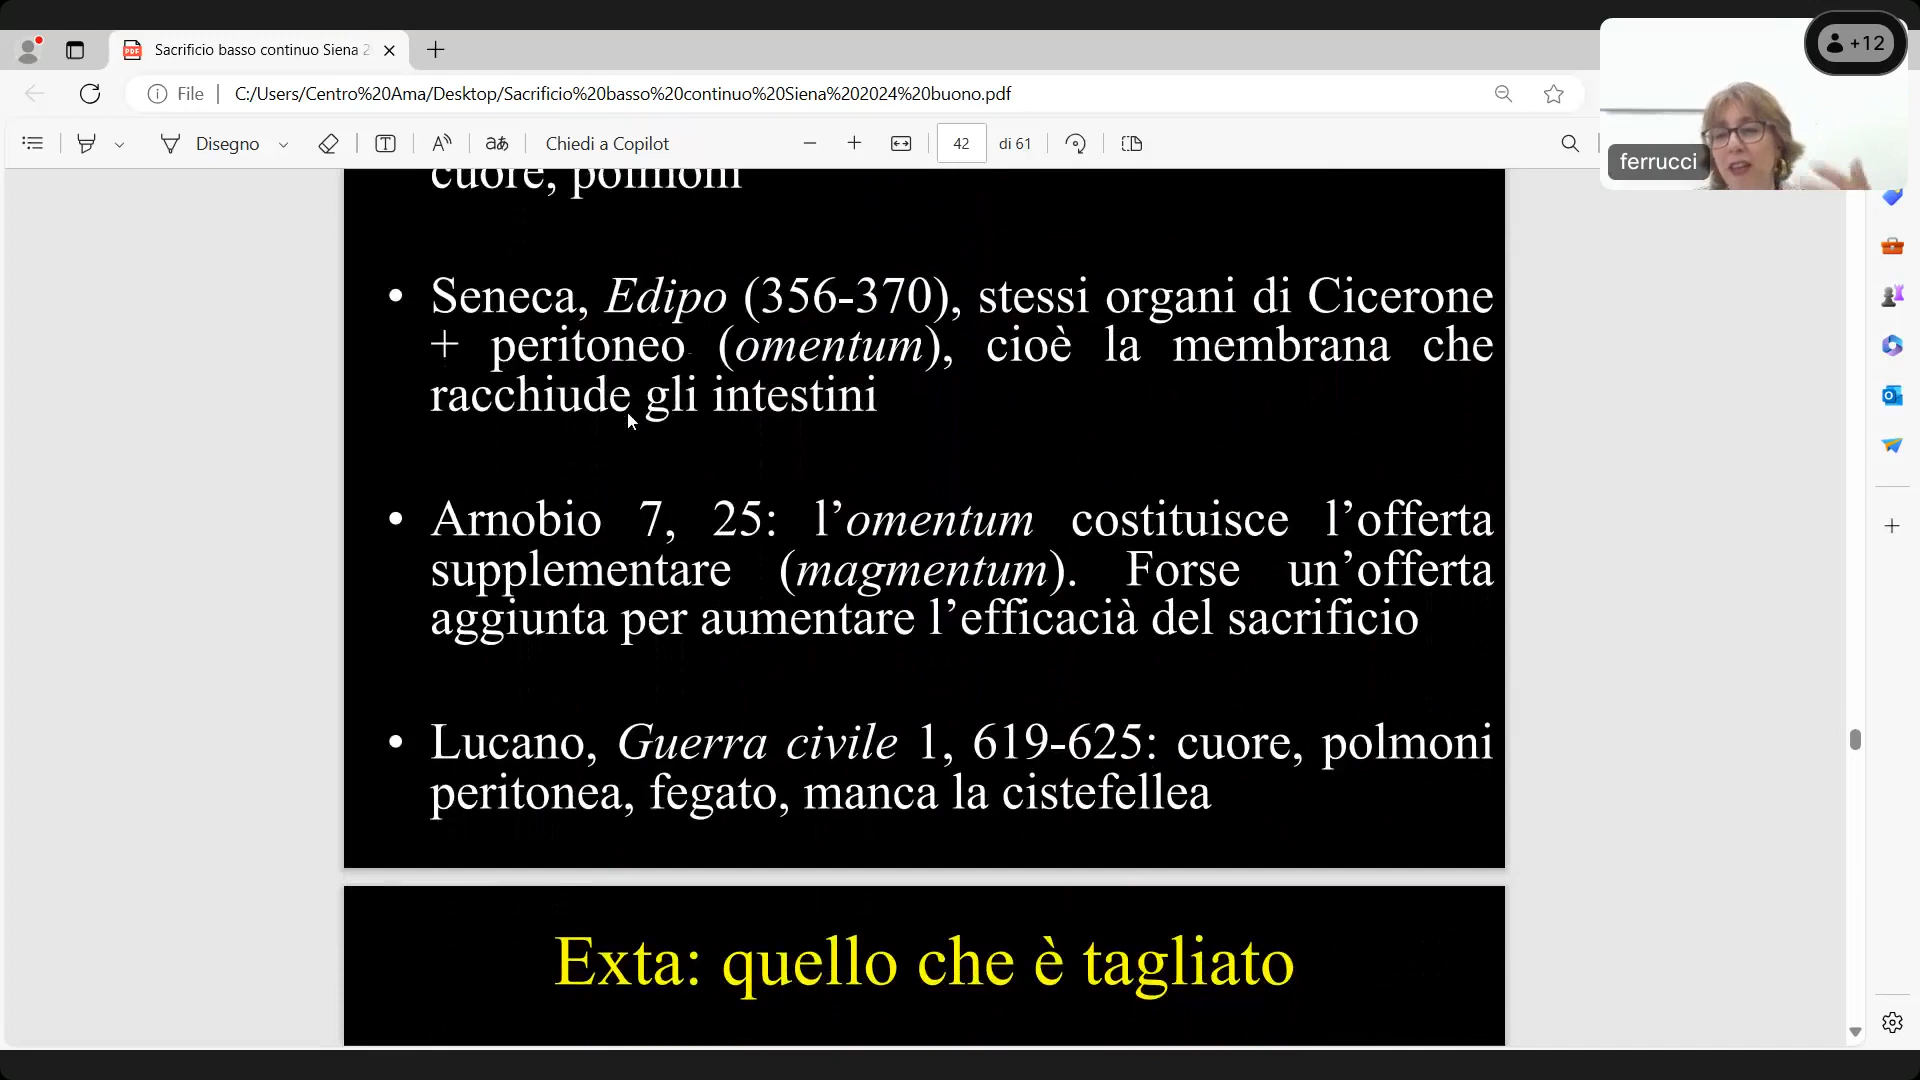 Sacrificio basso continuo Siena 2
+12
File
C:/Users/Centro%20Ama/Desktop/Sacrificio%20basso%20continuo%20Siena%202024%20buono.pdf
Disegno
Chiedi a Copilot
42 di 61
ferrucci
cuore, polmoni
• Seneca, Edipo (356-370), stessi organi di Cicerone
+ peritoneo (omentum), cioè la membrana che
racchiude gli intestini
• Arnobio 7, 25: l’omentum costituisce l’offerta
supplementare (magmentum). Forse un’offerta
aggiunta per aumentare l’efficacià del sacrificio
• Lucano, Guerra civile 1, 619-625: cuore, polmoni
peritonea, fegato, manca la cistefellea
Exta: quello che è tagliato